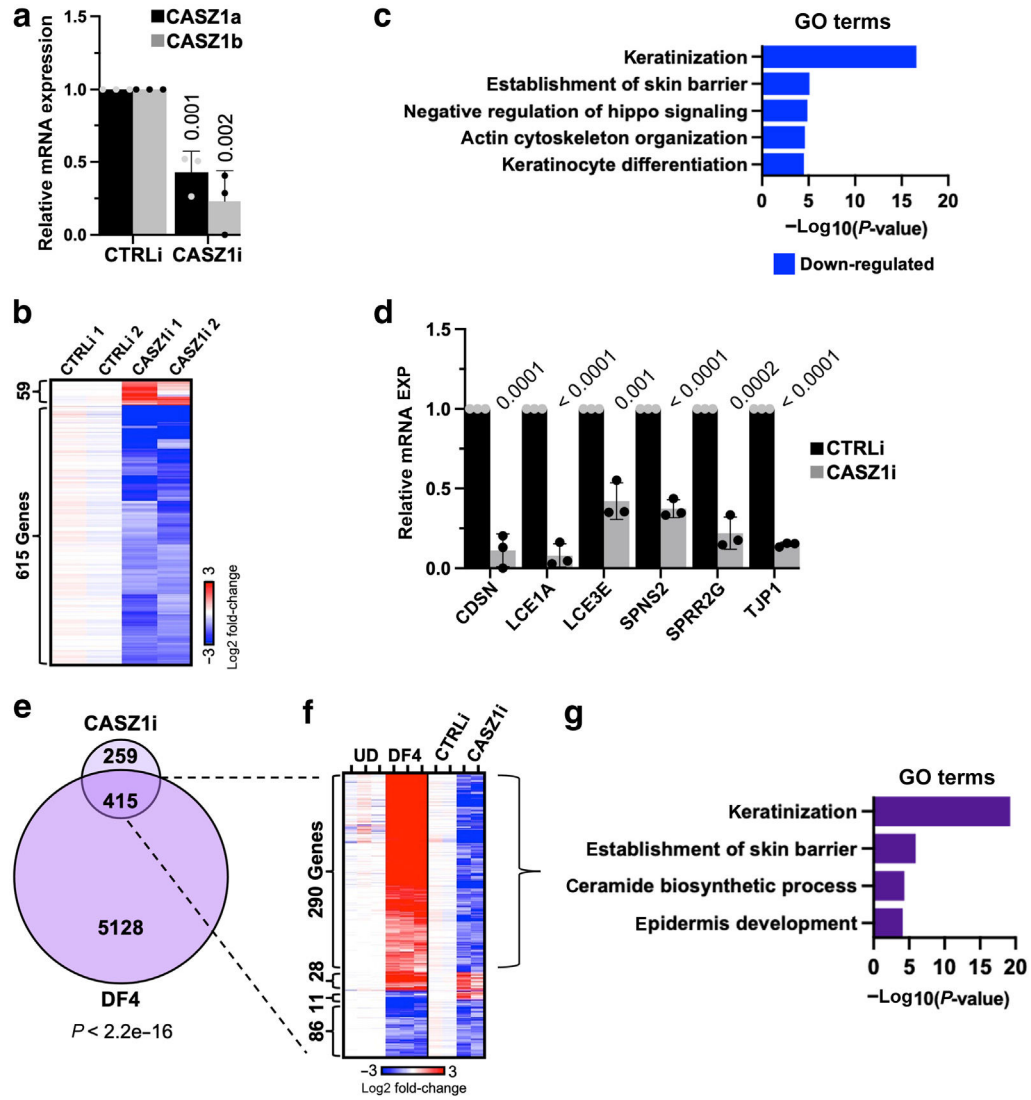 a
CASZ1a
CASZ1b
Relative mRNA expression
1.5
1.0
0.5
0.0
0.001
0.002
CTRLi CASZ1i
b
CTRLi 1
CTRLi 2
CASZ1i 1
CASZ1i 2
59
615 Genes
3
−3
Log2 fold-change
c
GO terms
Keratinization
Establishment of skin barrier
Negative regulation of hippo signaling
Actin cytoskeleton organization
Keratinocyte differentiation
0 5 10 15 20
−Log10(P-value)
Down-regulated
d
Relative mRNA EXP
1.5
1.0
0.5
0.0
0.0001
< 0.0001
0.001
< 0.0001
0.0002
< 0.0001
CTRLi
CASZ1i
CDSN
LCE1A
LCE3E
SPNS2
SPRR2G
TJP1
e
CASZ1i
259
415
5128
DF4
P < 2.2e−16
f
UD DF4 CTRLi CASZ1i
290 Genes
28
11
86
−3 3
Log2 fold-change
g
GO terms
Keratinization
Establishment of skin barrier
Ceramide biosynthetic process
Epidermis development
0 5 10 15 20
−Log10(P-value)